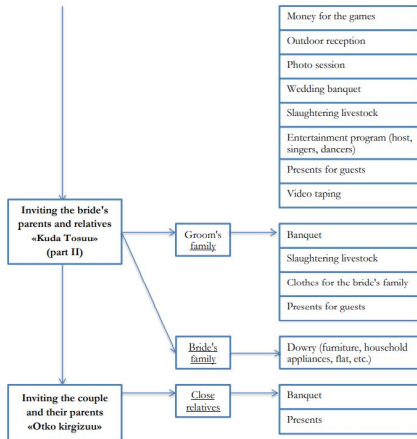 Money for the games
Outdoor reception
Photo session
Wedding banquet
Slaughtering livestock
Entertainment program (host,
singers, dancers)
Presents for guests
Video taping
Inviting the bride's
parents and relatives
«Kuda Tosuu»
(part II)
Groom's
family
Banquet
Slaughtering livestock
Clothes for the bride's family
Presents for guests
Bride's
family
Dowry (furniture, household
appliances, flat, etc.)
Inviting the couple
and their parents
«Otko kirgizuu»
Close
relatives
Banquet
Presents